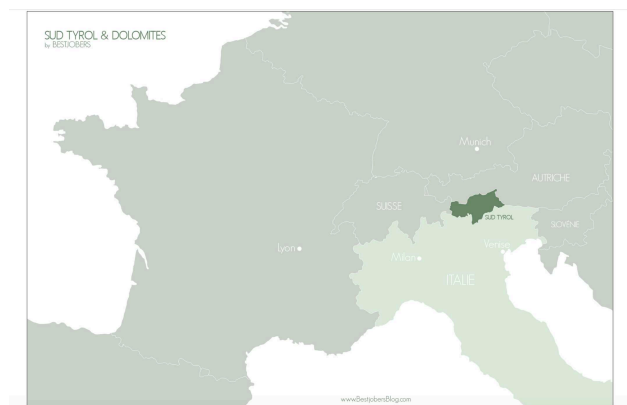 SUD TYROL & DOLOMITES
by BESTJOBERS
Munich
AUTRICHE
SUISSE
SUD TYROL
SLOVENIE
Lyon
Milan
Venise
ITALIE
www.BestjobersBlog.com